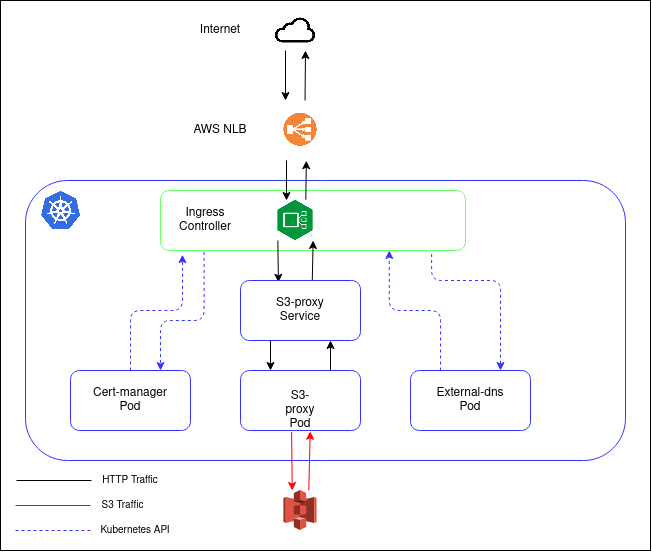 Internet
AWS NLB
Ingress
Controller
S3-proxy
Service
Cert-manager
Pod
S3-
proxy
Pod
External-dns
Pod
HTTP Traffic
S3 Traffic
Kubernetes API